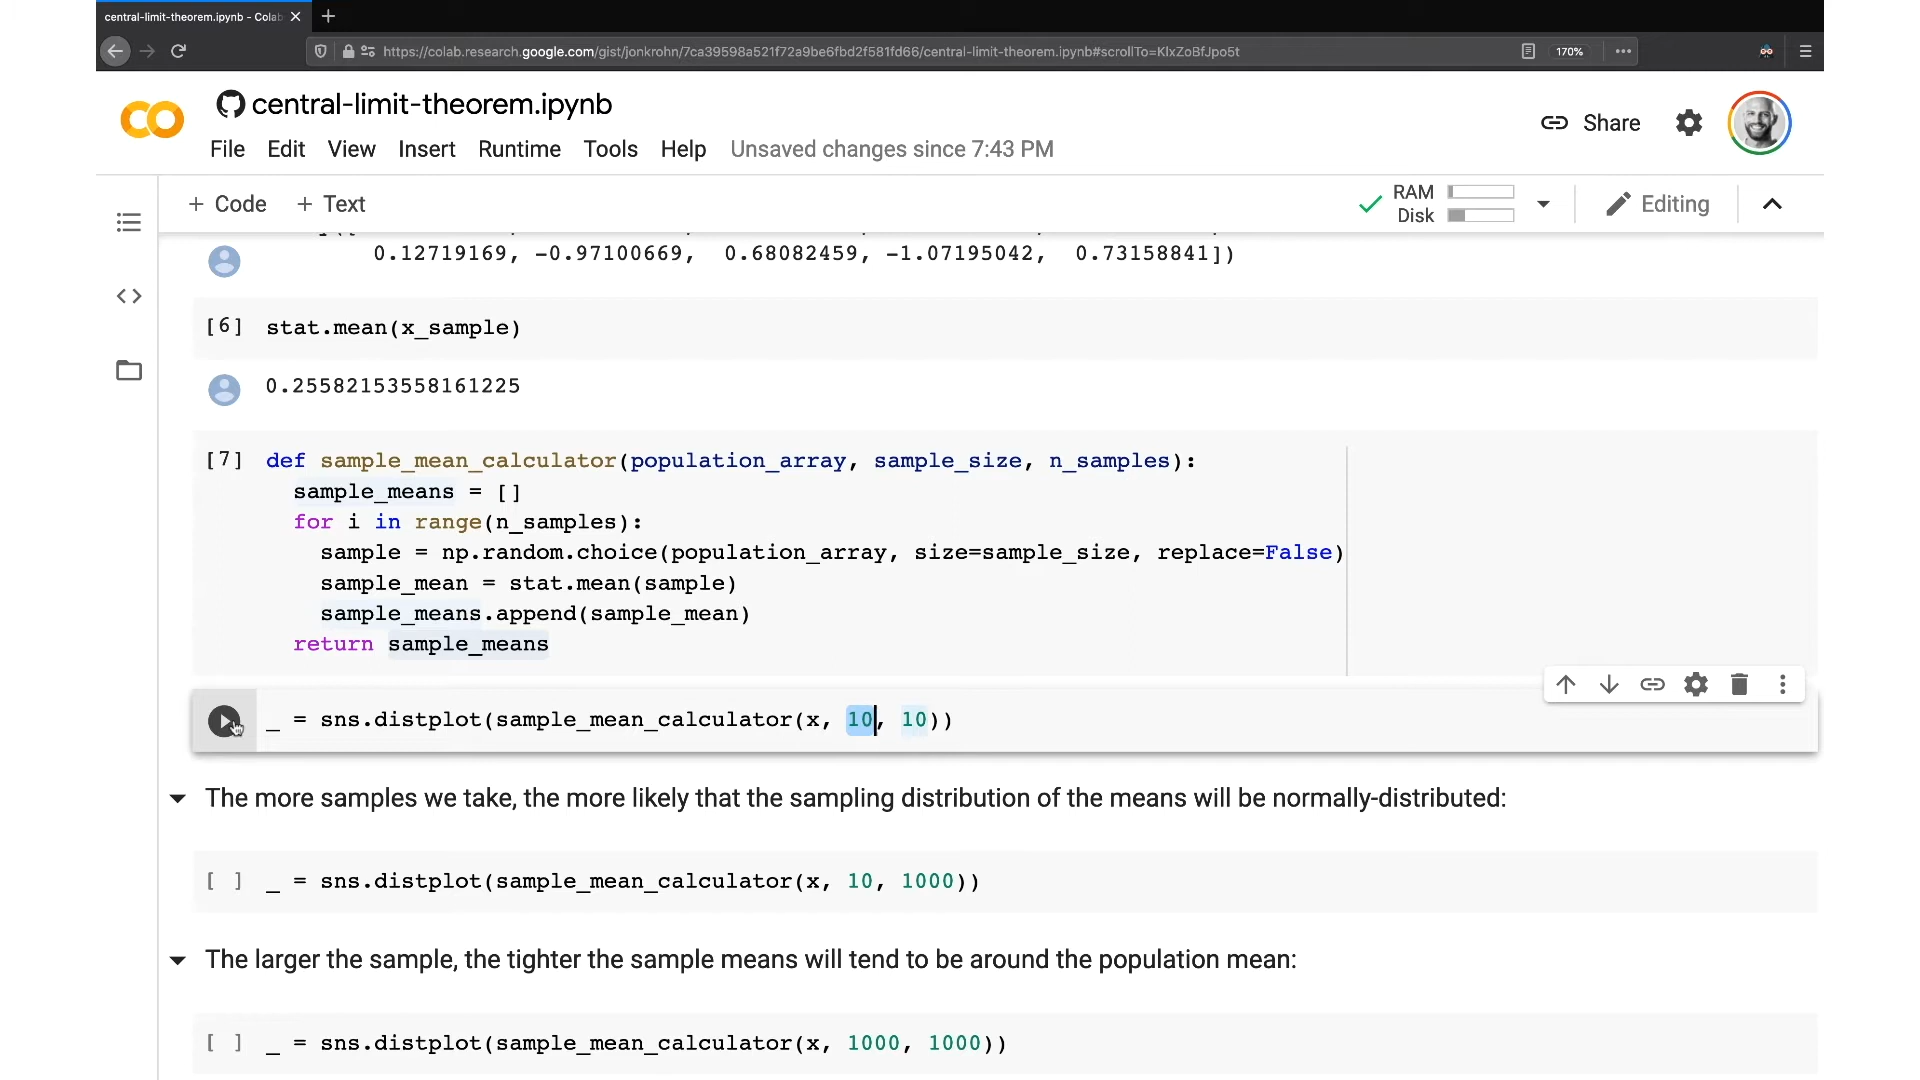 central-limit-theorem.ipynb - Colab
https://colab.research.google.com/gist/jonkrohn/7ca39598a521f72a9be6fbd2f581fd66/central-limit-theorem.ipynb#scrollTo=KlxZoBfJpo5t
170%
central-limit-theorem.ipynb
Share
File Edit View Insert Runtime Tools Help Unsaved changes since 7:43 PM
+ Code + Text
RAM
Disk
Editing
0.12719169, -0.97100669, 0.68082459, -1.07195042, 0.73158841])
[6] stat.mean(x_sample)
0.25582153558161225
[7] def sample_mean_calculator(population_array, sample_size, n_samples):
sample_means = []
for i in range(n_samples):
sample = np.random.choice(population_array, size=sample_size, replace=False)
sample_mean = stat.mean(sample)
sample_means.append(sample_mean)
return sample_means
_ = sns.distplot(sample_mean_calculator(x, 10, 10))
The more samples we take, the more likely that the sampling distribution of the means will be normally-distributed:
[ ] _ = sns.distplot(sample_mean_calculator(x, 10, 1000))
The larger the sample, the tighter the sample means will tend to be around the population mean:
[ ] _ = sns.distplot(sample_mean_calculator(x, 1000, 1000))